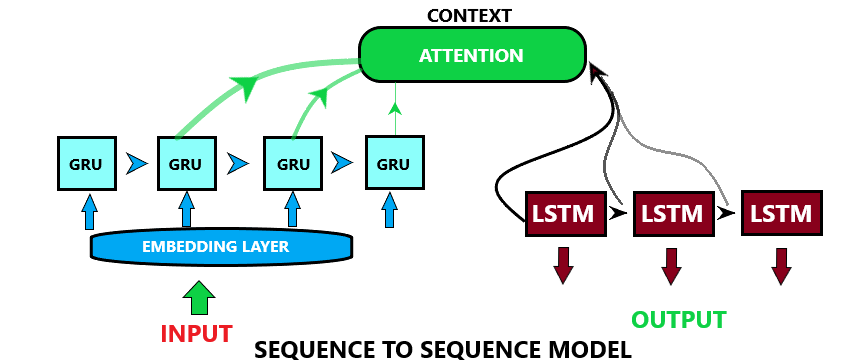 CONTEXT
ATTENTION
GRU GRU GRU GRU
LSTM LSTM LSTM
EMBEDDING LAYER
INPUT
OUTPUT
SEQUENCE TO SEQUENCE MODEL